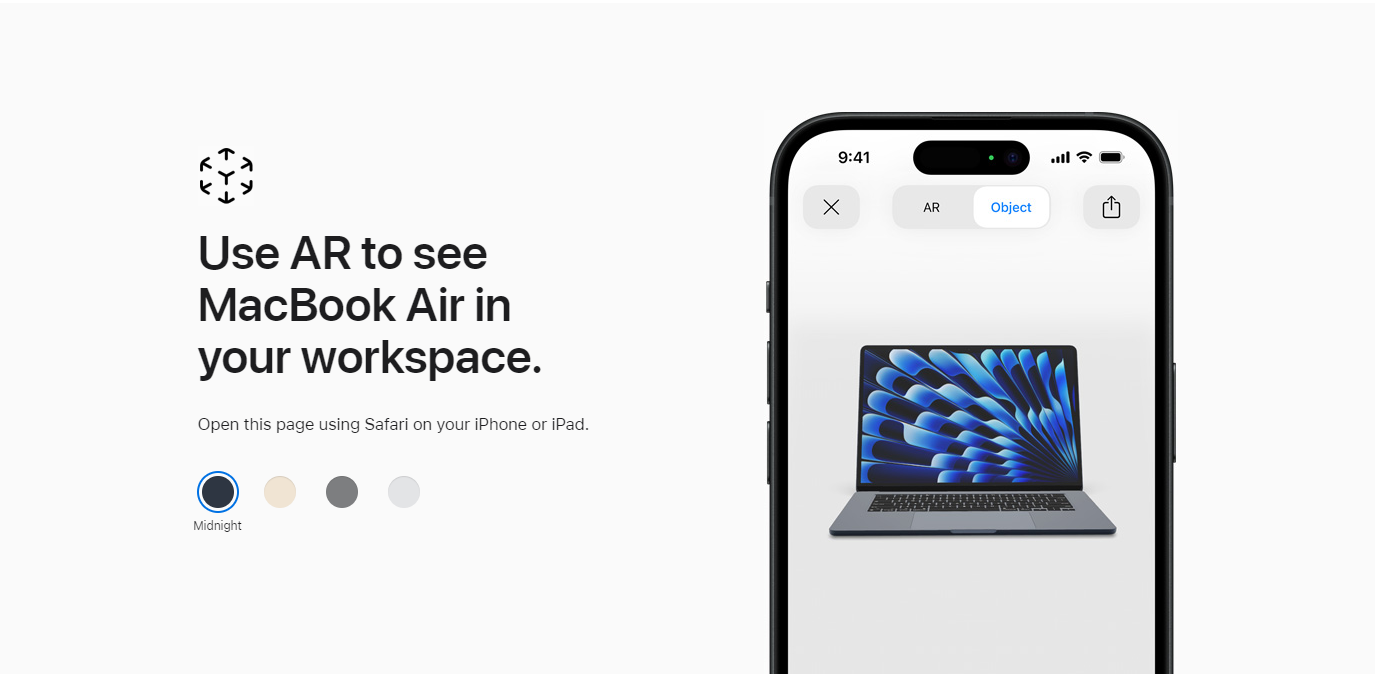 Use AR to see
MacBook Air in
your workspace.
Open this page using Safari on your iPhone or iPad.
Midnight
9:41
AR Object